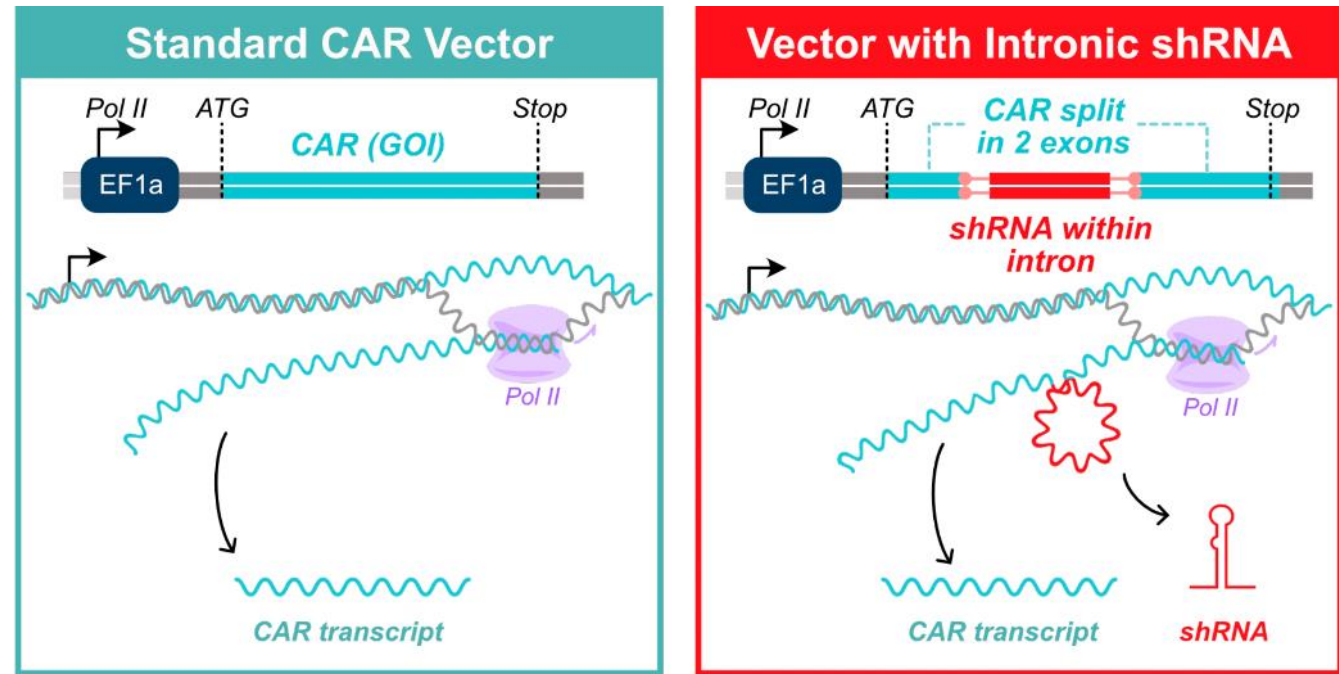 Standard CAR Vector
Pol II
ATG
Stop
CAR (GOI)
EF1a
Pol II
CAR transcript
Vector with Intronic shRNA
Pol II
ATG
CAR split
in 2 exons
Stop
EF1a
shRNA within
intron
Pol II
CAR transcript
shRNA